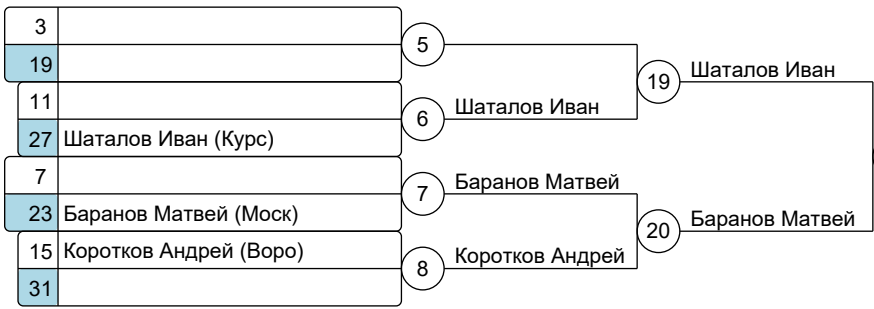 3
5
19
Шаталов Иван
19
11
Шаталов Иван
6
27 Шаталов Иван (Курс)
7
Баранов Матвей
7
23 Баранов Матвей (Моск)
Баранов Матвей
20
15 Коротков Андрей (Воро)
Коротков Андрей
8
31